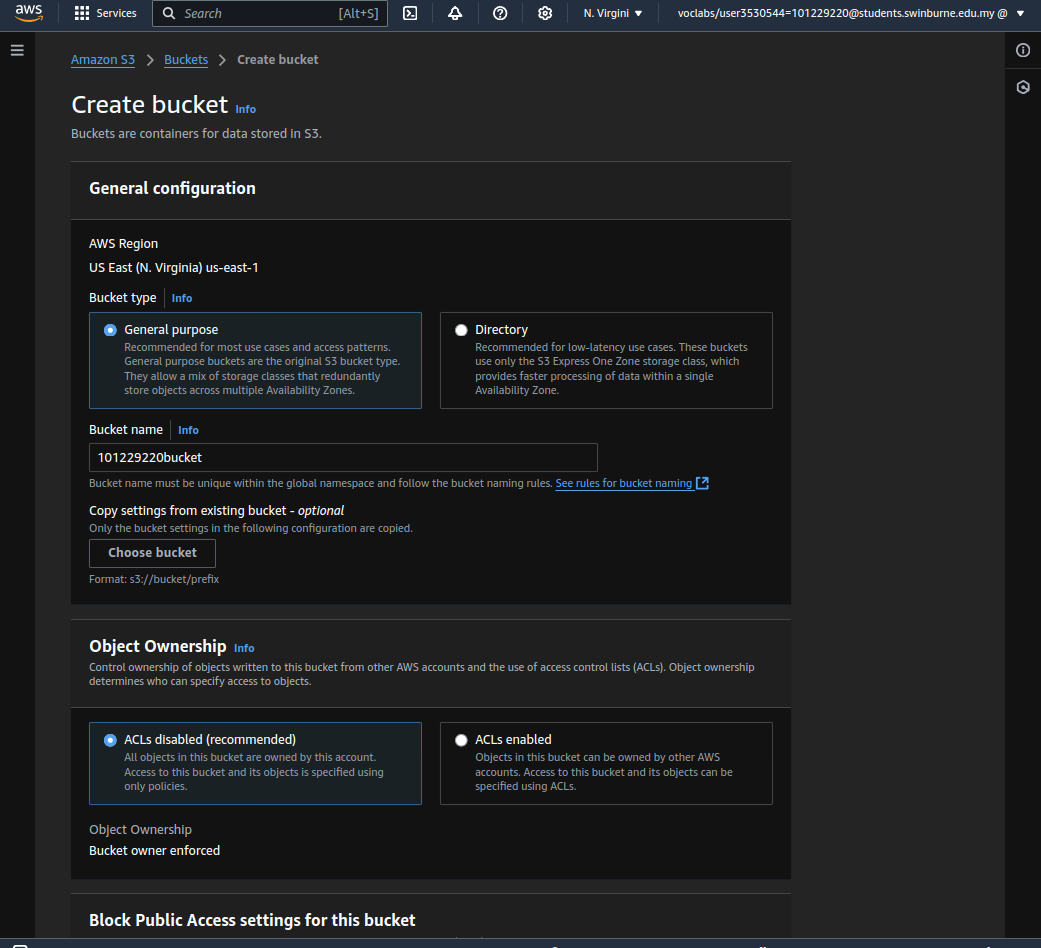 aws
Services
Search [Alt+S]
N. Virgini
voclabs/user3530544=101229220@students.swinburne.edu.my @
Amazon S3 > Buckets > Create bucket
Create bucket Info
Buckets are containers for data stored in S3.
General configuration
AWS Region
US East (N. Virginia) us-east-1
Bucket type Info
General purpose
Recommended for most use cases and access patterns.
General purpose buckets are the original S3 bucket type.
They allow a mix of storage classes that redundantly
store objects across multiple Availability Zones.
Directory
Recommended for low-latency use cases. These buckets
use only the S3 Express One Zone storage class, which
provides faster processing of data within a single
Availability Zone.
Bucket name Info
101229220bucket
Bucket name must be unique within the global namespace and follow the bucket naming rules. See rules for bucket naming
Copy settings from existing bucket - optional
Only the bucket settings in the following configuration are copied.
Choose bucket
Format: s3://bucket/prefix
Object Ownership Info
Control ownership of objects written to this bucket from other AWS accounts and the use of access control lists (ACLs). Object ownership
determines who can specify access to objects.
ACLs disabled (recommended)
All objects in this bucket are owned by this account.
Access to this bucket and its objects is specified using
only policies.
ACLs enabled
Objects in this bucket can be owned by other AWS
accounts. Access to this bucket and its objects can be
specified using ACLs.
Object Ownership
Bucket owner enforced
Block Public Access settings for this bucket